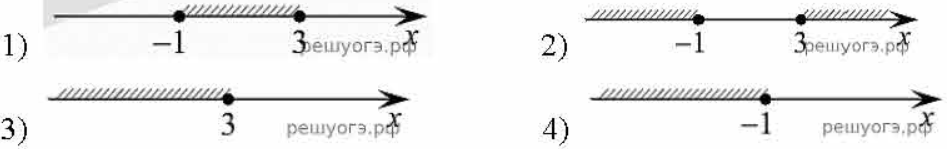 1) −1 3 x решуогэ.рф
2) −1 3 x решуогэ.рф
3) 3 x решуогэ.рф
4) −1 x решуогэ.рф